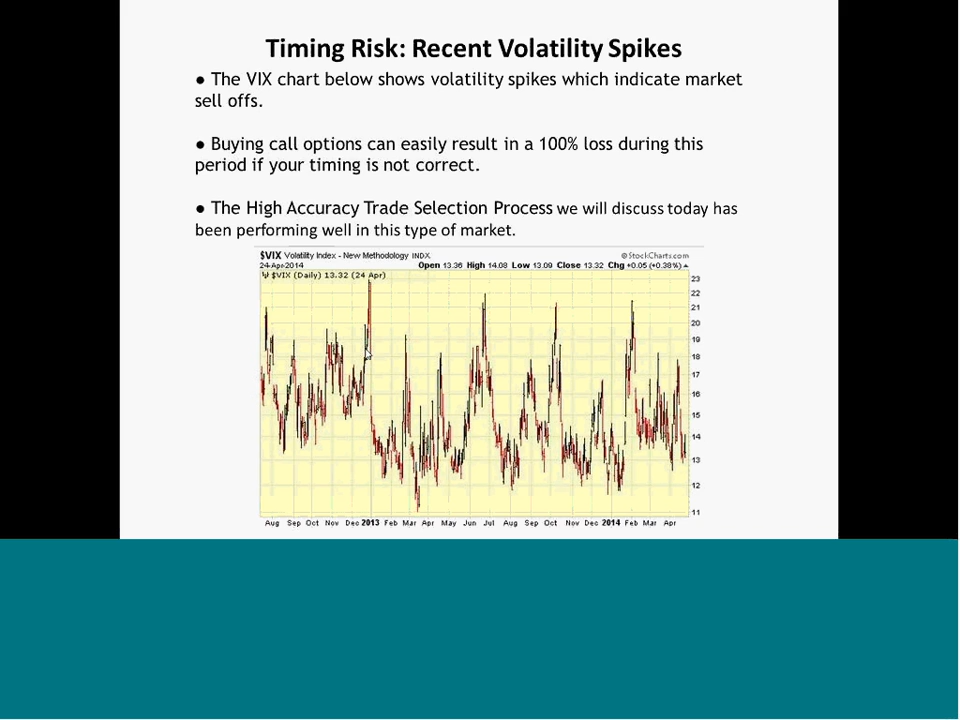 Timing Risk: Recent Volatility Spikes
● The VIX chart below shows volatility spikes which indicate market
sell offs.
● Buying call options can easily result in a 100% loss during this
period if your timing is not correct.
● The High Accuracy Trade Selection Process we will discuss today has
been performing well in this type of market.
$VIX Volatility Index - New Methodology INDX © StockCharts.com
24-Apr-2014 Open 13.36 High 14.08 Low 13.09 Close 13.32 Chg +0.05 (+0.38%)
$VIX (Daily) 13.32 (24 Apr)
23
22
21
20
19
18
17
16
15
14
13
12
11
Aug Sep Oct Nov Dec 2013 Feb Mar Apr May Jun Jul Aug Sep Oct Nov Dec 2014 Feb Mar Apr